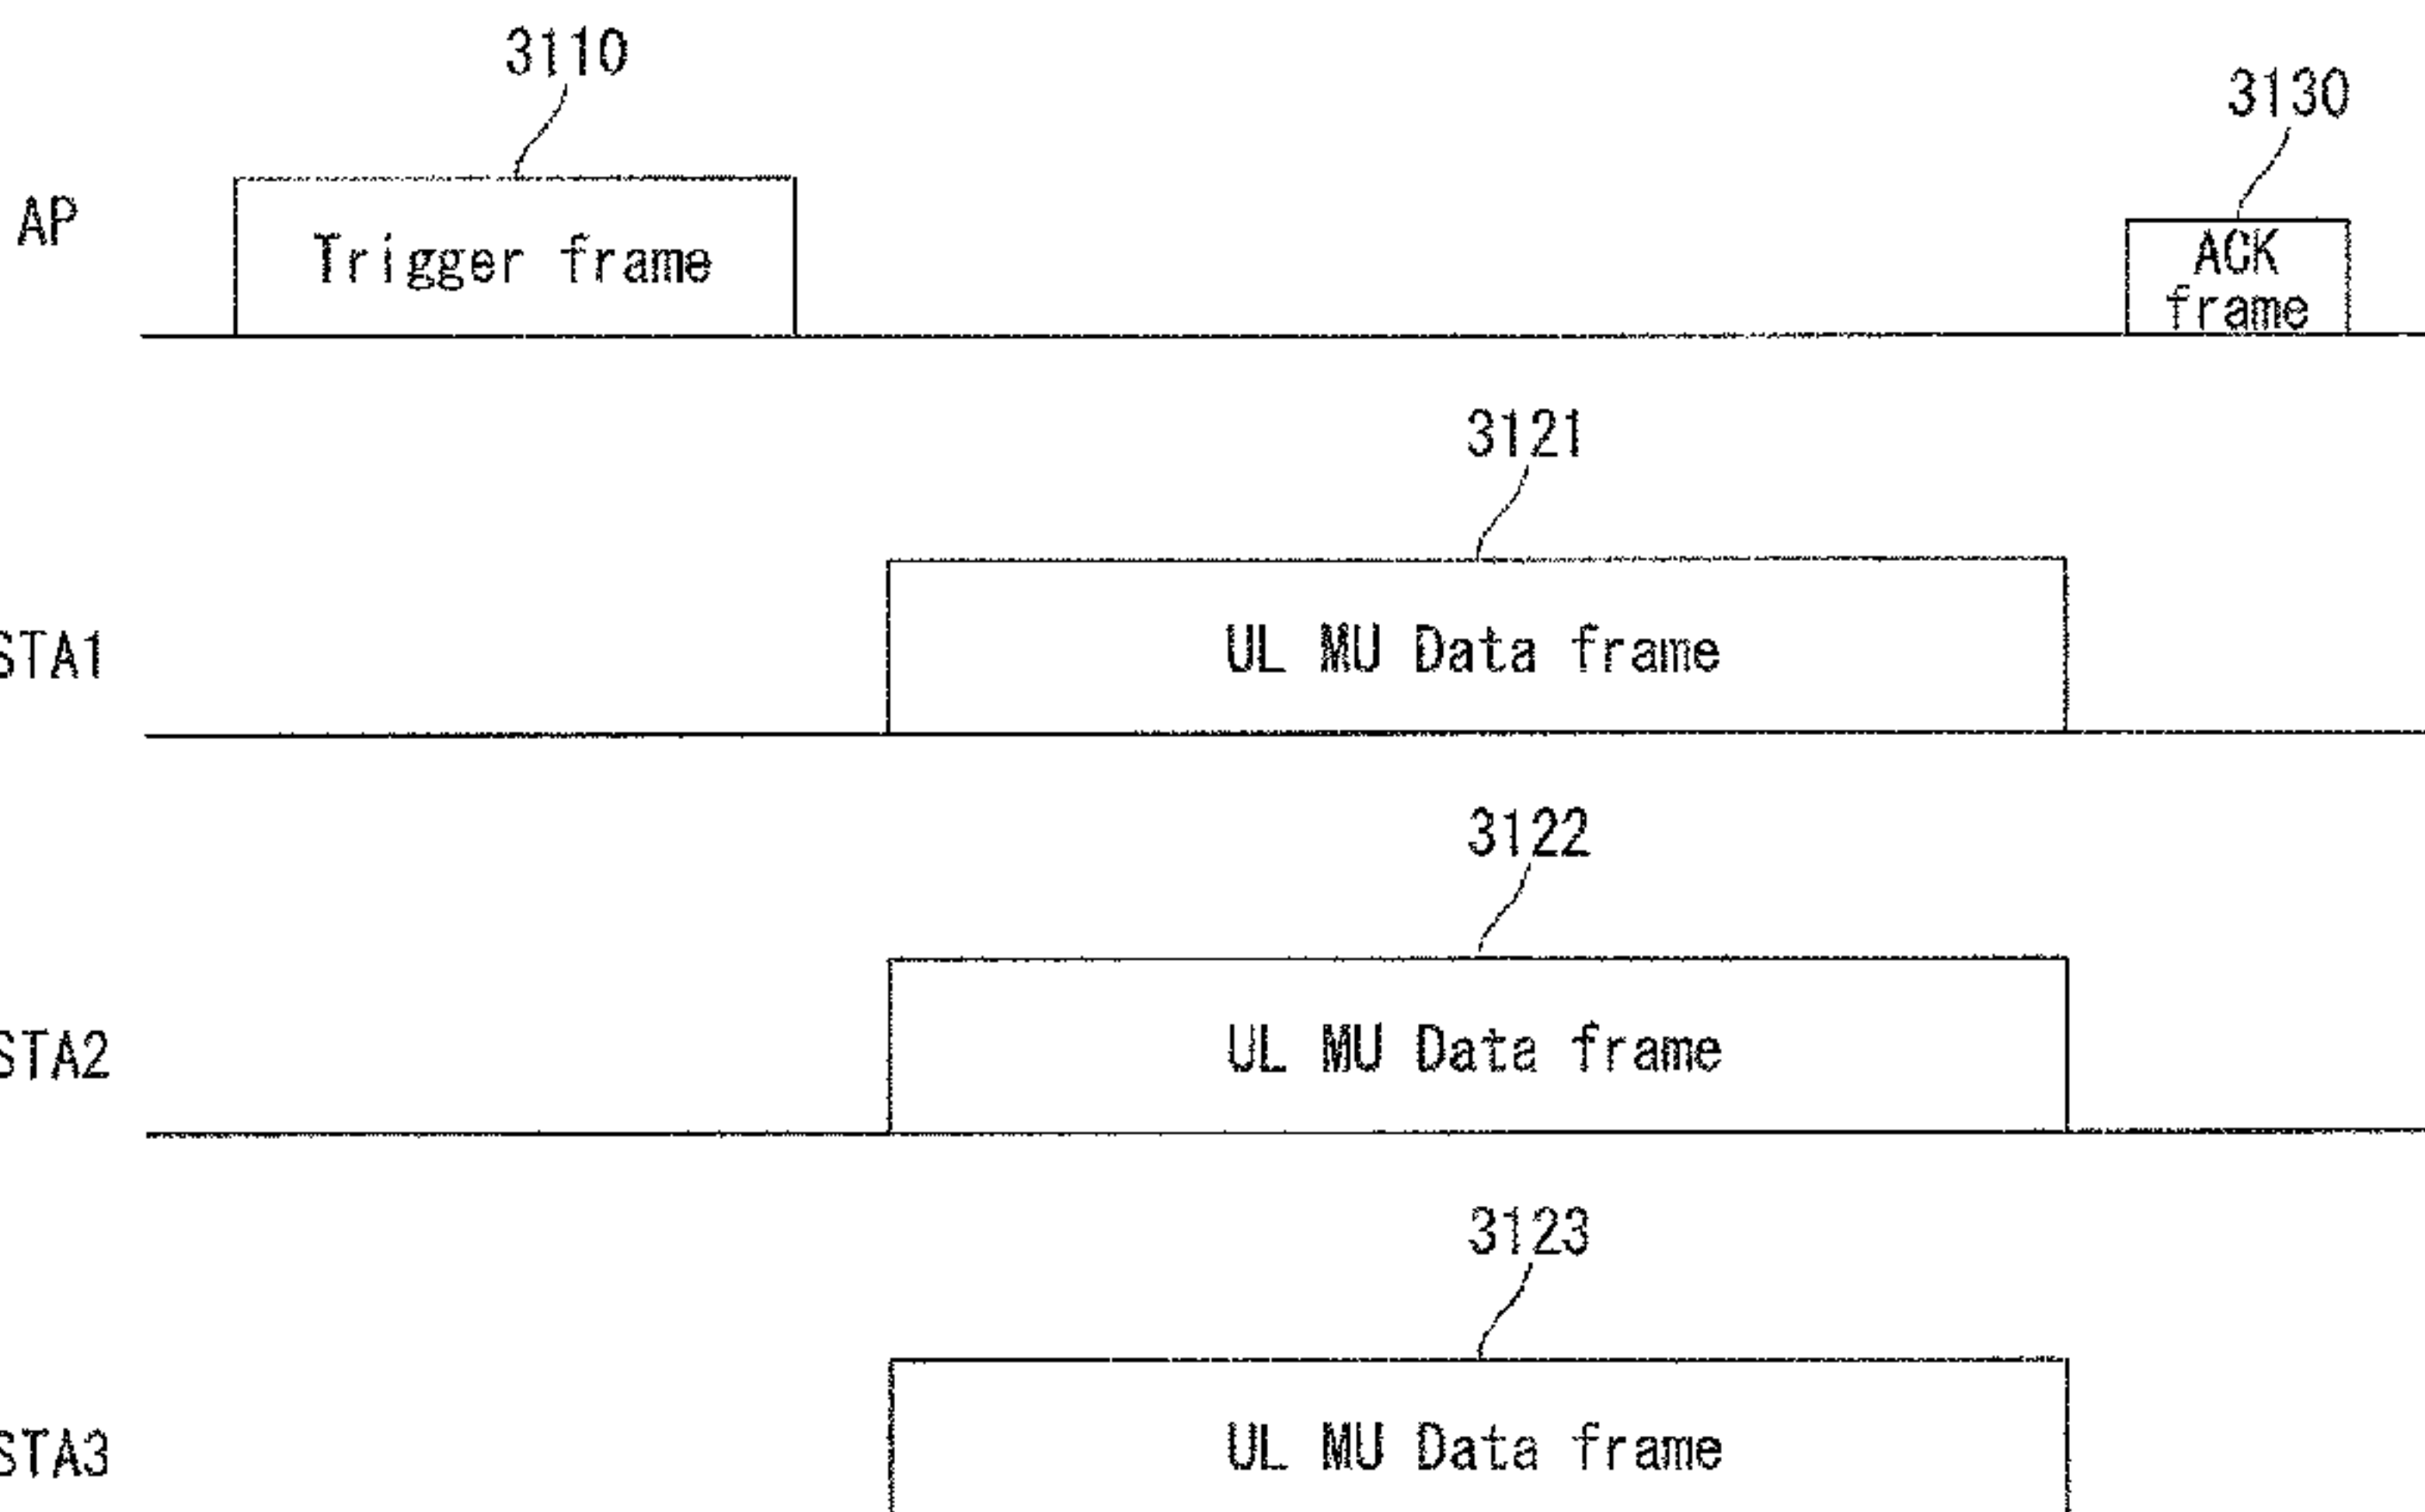 3110
3130
AP
Trigger frame
ACK
frame
3121
STA1
UL MU Data frame
3122
STA2
UL MU Data frame
3123
STA3
UL MU Data frame